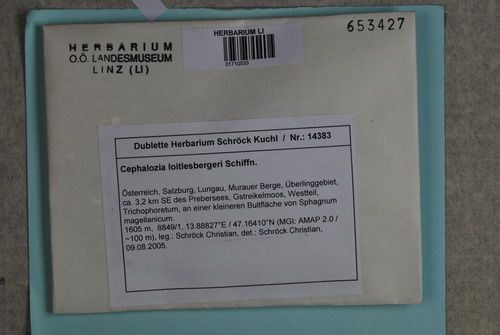 HERBARIUM
O.Ö. LANDESMUSEUM
LINZ (LI)
HERBARIUM LI
01710533
653427
Dublette Herbarium Schröck Kuchl / Nr.: 14383
Cephalozia loitlesbergeri Schiffn.
Österreich, Salzburg, Lungau, Murauer Berge, Überlinggebiet,
ca. 3,2 km SE des Prebersees, Gstreikelmoos, Westteil,
Trichophoretum, an einer kleineren Bultfläche von Sphagnum
magellanicum.
1605 m, 8849/1, 13.88827°E / 47.16410°N (MGI: AMAP 2.0 /
~100 m), leg.: Schröck Christian, det.: Schröck Christian,
09.08.2005.